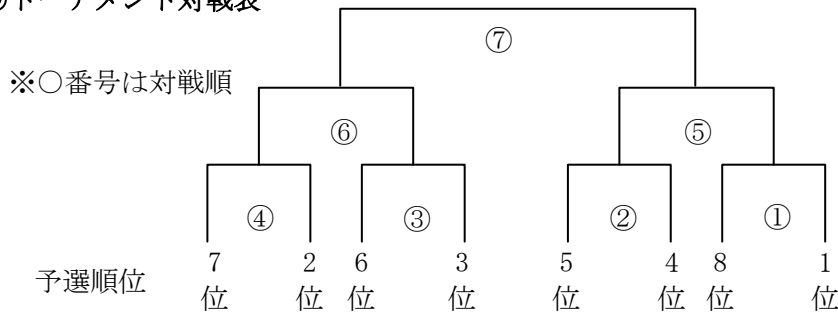 トーナメント対戦表
⑦
※○番号は対戦順
⑥ ⑤
④ ③ ② ①
7 2 6 3 5 4 8 1
予選順位 位 位 位 位 位 位 位 位